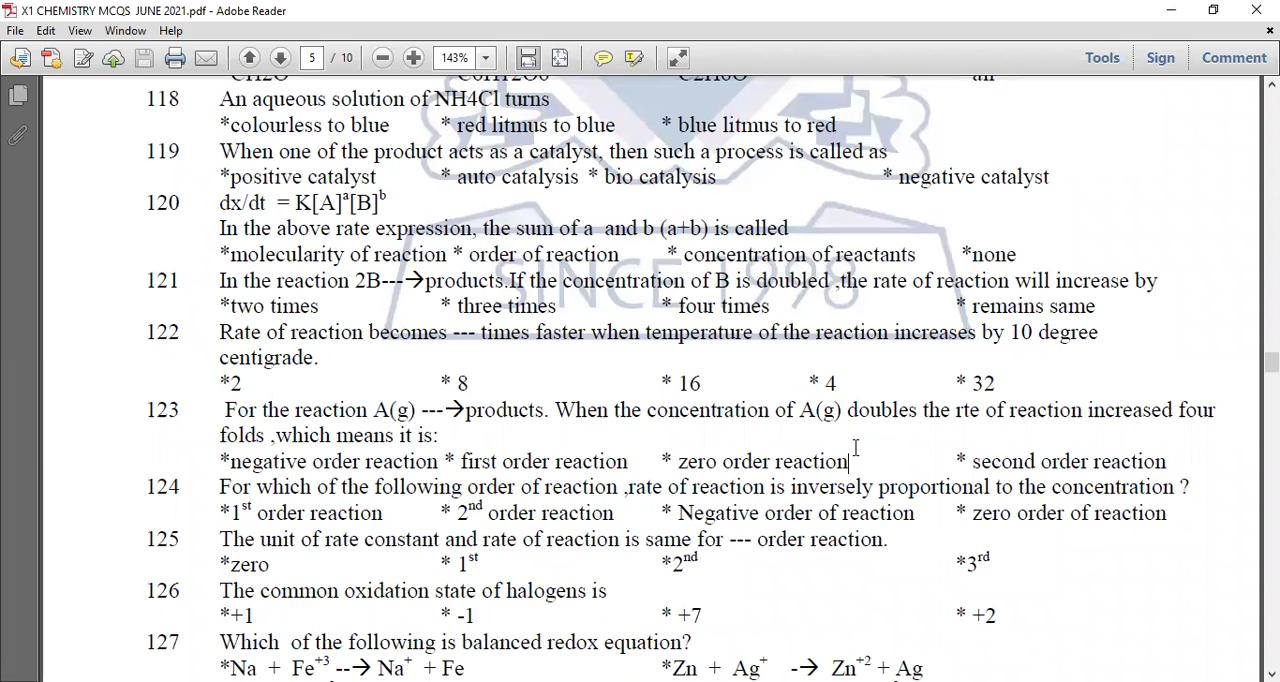 X1 CHEMISTRY MCQS JUNE 2021.pdf - Adobe Reader
File Edit View Window Help
5 / 10 143% Tools Sign Comment
118 An aqueous solution of NH4Cl turns
*colourless to blue * red litmus to blue * blue litmus to red
119 When one of the product acts as a catalyst, then such a process is called as
*positive catalyst * auto catalysis * bio catalysis * negative catalyst
120 dx/dt = K[A]ᵃ[B]ᵇ
In the above rate expression, the sum of a and b (a+b) is called
*molecularity of reaction * order of reaction * concentration of reactants *none
121 In the reaction 2B---→products.If the concentration of B is doubled ,the rate of reaction will increase by
*two times * three times * four times * remains same
SINCE 1998
122 Rate of reaction becomes --- times faster when temperature of the reaction increases by 10 degree
centigrade.
*2 * 8 * 16 * 4 * 32
123 For the reaction A(g) ---→products. When the concentration of A(g) doubles the rte of reaction increased four
folds ,which means it is:
*negative order reaction * first order reaction * zero order reaction * second order reaction
124 For which of the following order of reaction ,rate of reaction is inversely proportional to the concentration ?
*1ˢᵗ order reaction * 2ⁿᵈ order reaction * Negative order of reaction * zero order of reaction
125 The unit of rate constant and rate of reaction is same for --- order reaction.
*zero * 1ˢᵗ *2ⁿᵈ *3ʳᵈ
126 The common oxidation state of halogens is
*+1 * -1 * +7 * +2
127 Which of the following is balanced redox equation?
*Na + Fe⁺³ --→ Na⁺ + Fe *Zn + Ag⁺ -→ Zn⁺² + Ag